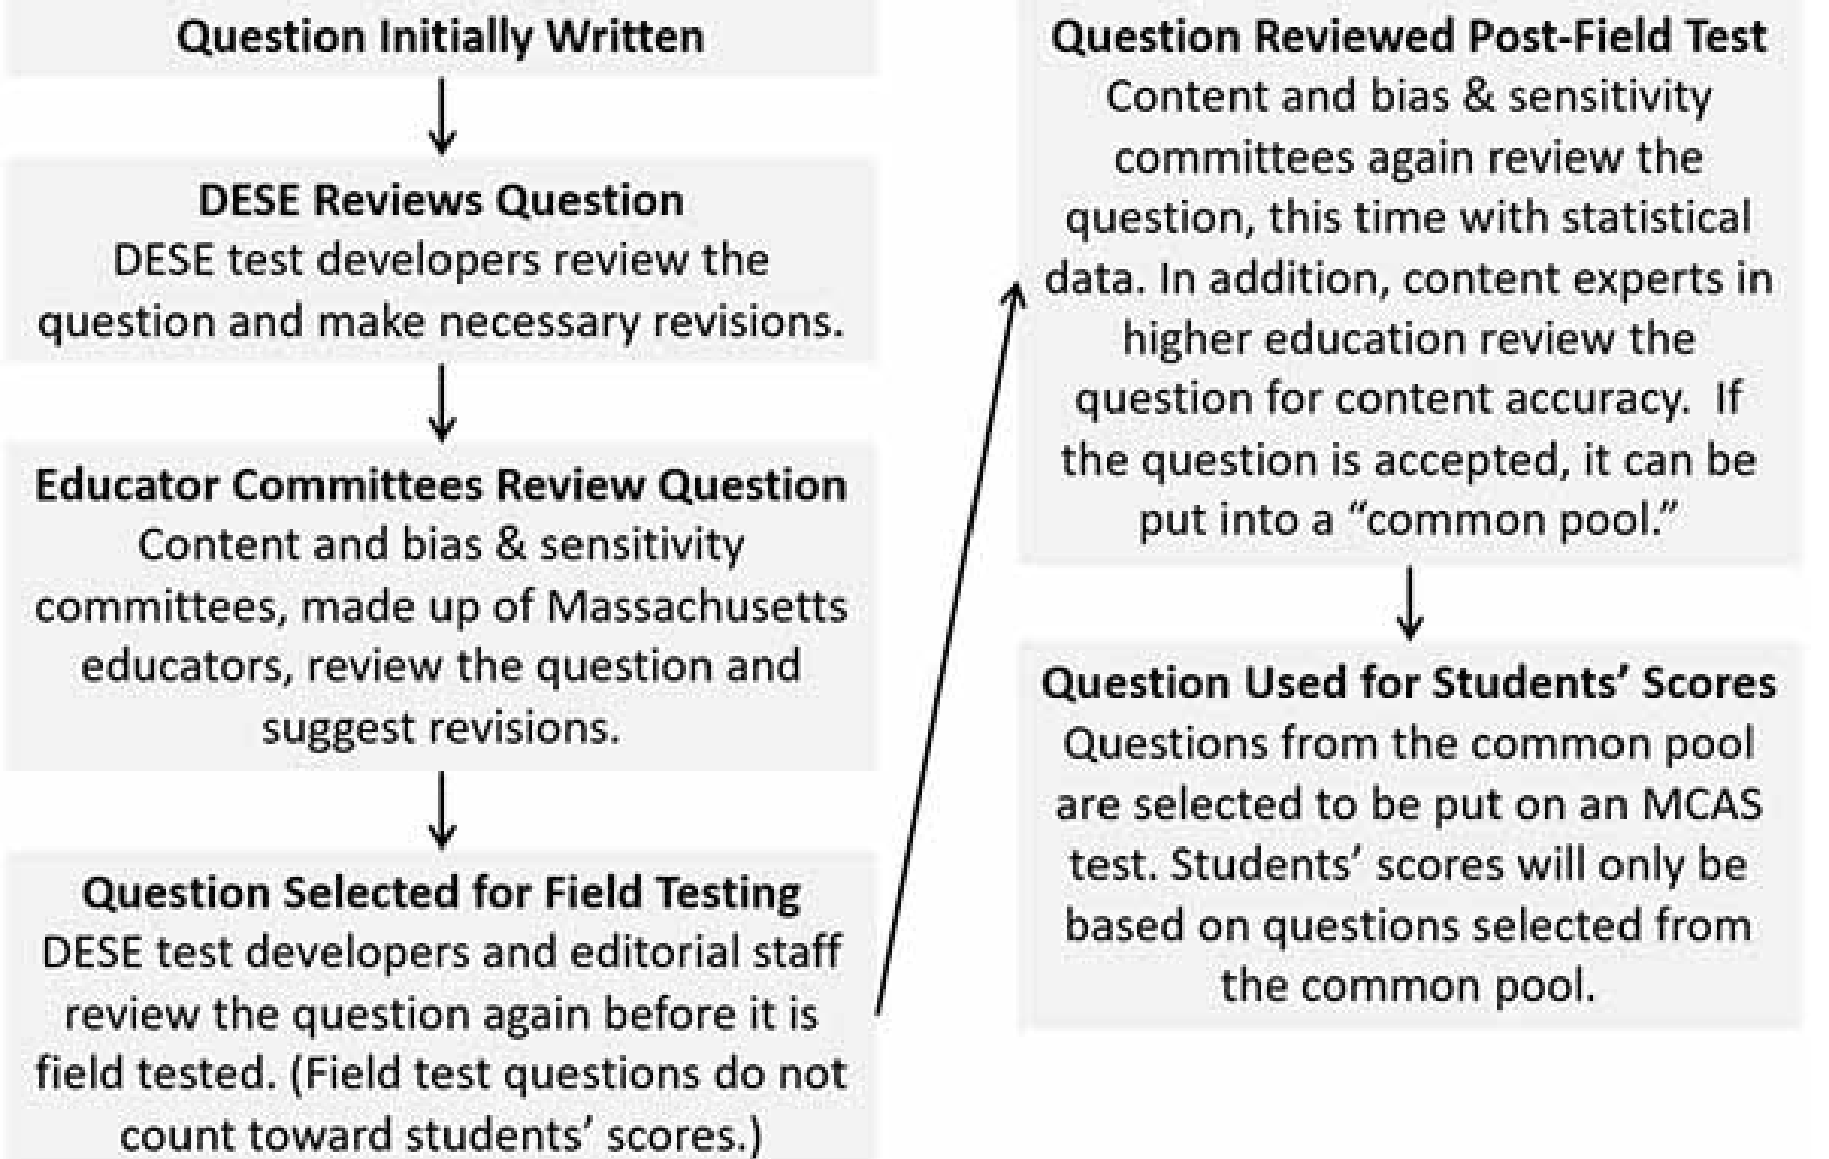 Question Initially Written
DESE Reviews Question
DESE test developers review the
question and make necessary revisions.
Educator Committees Review Question
Content and bias & sensitivity
committees, made up of Massachusetts
educators, review the question and
suggest revisions.
Question Selected for Field Testing
DESE test developers and editorial staff
review the question again before it is
field tested. (Field test questions do not
count toward students’ scores.)
Question Reviewed Post-Field Test
Content and bias & sensitivity
committees again review the
question, this time with statistical
data. In addition, content experts in
higher education review the
question for content accuracy.  If
the question is accepted, it can be
put into a “common pool.”
Question Used for Students’ Scores
Questions from the common pool
are selected to be put on an MCAS
test. Students’ scores will only be
based on questions selected from
the common pool.